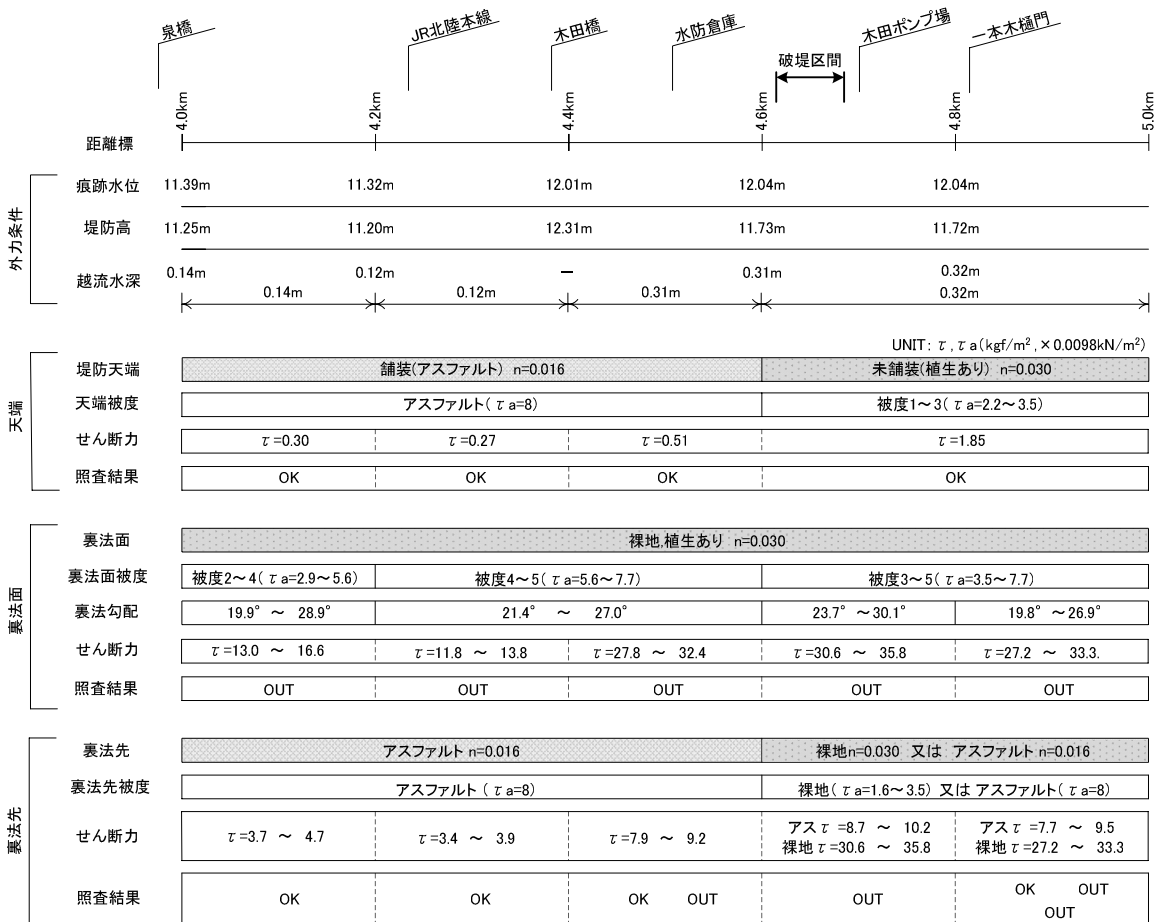 泉橋 JR北陸本線 木田橋 水防倉庫 破堤区間 木田ポンプ場 一本木樋門
距離標 4.0km 4.2km 4.4km 4.6km 4.8km 5.0km
外力条件
痕跡水位 11.39m 11.32m 12.01m 12.04m 12.04m
堤防高 11.25m 11.20m 12.31m 11.73m 11.72m
越流水深 0.14m 0.12m － 0.31m 0.32m
0.14m 0.12m 0.31m 0.32m
UNIT: τ, τa(kgf/m², ×0.0098kN/m²)
天端
堤防天端 舗装(アスファルト) n=0.016 未舗装(植生あり) n=0.030
天端被度 アスファルト( τa=8) 被度1～3( τa=2.2～3.5)
せん断力 τ=0.30 τ=0.27 τ=0.51 τ=1.85
照査結果 OK OK OK OK
裏法面
裏法面 裸地,植生あり n=0.030
裏法面被度 被度2～4( τa=2.9～5.6) 被度4～5( τa=5.6～7.7) 被度3～5( τa=3.5～7.7)
裏法勾配 19.9° ～ 28.9° 21.4° ～ 27.0° 23.7° ～30.1° 19.8° ～26.9°
せん断力 τ=13.0 ～ 16.6 τ=11.8 ～ 13.8 τ=27.8 ～ 32.4 τ=30.6 ～ 35.8 τ=27.2 ～ 33.3.
照査結果 OUT OUT OUT OUT OUT
裏法先
裏法先 アスファルト n=0.016 裸地n=0.030 又は アスファルト n=0.016
裏法先被度 アスファルト ( τa=8) 裸地( τa=1.6～3.5) 又は アスファルト( τa=8)
せん断力 τ=3.7 ～ 4.7 τ=3.4 ～ 3.9 τ=7.9 ～ 9.2 アスτ=8.7 ～ 10.2 アスτ=7.7 ～ 9.5
裸地τ=30.6 ～ 35.8 裸地τ=27.2 ～ 33.3
照査結果 OK OK OK OUT OUT OK OUT
OUT